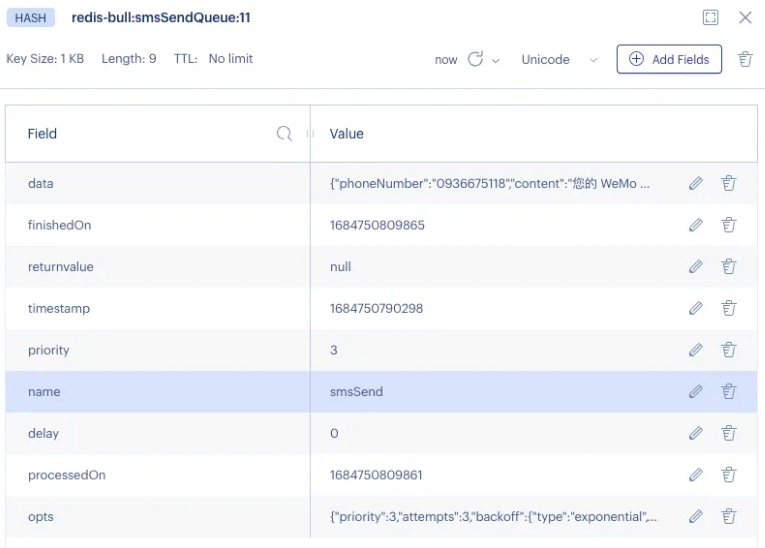 HASH redis-bull:smsSendQueue:11
Key Size: 1 KB Length: 9 TTL: No limit now Unicode Add Fields
Field Value
data {"phoneNumber":"0936675118","content":"您的 WeMo ...
finishedOn 1684750809865
returnvalue null
timestamp 1684750790298
priority 3
name smsSend
delay 0
processedOn 1684750809861
opts {"priority":3,"attempts":3,"backoff":{"type":"exponential",...